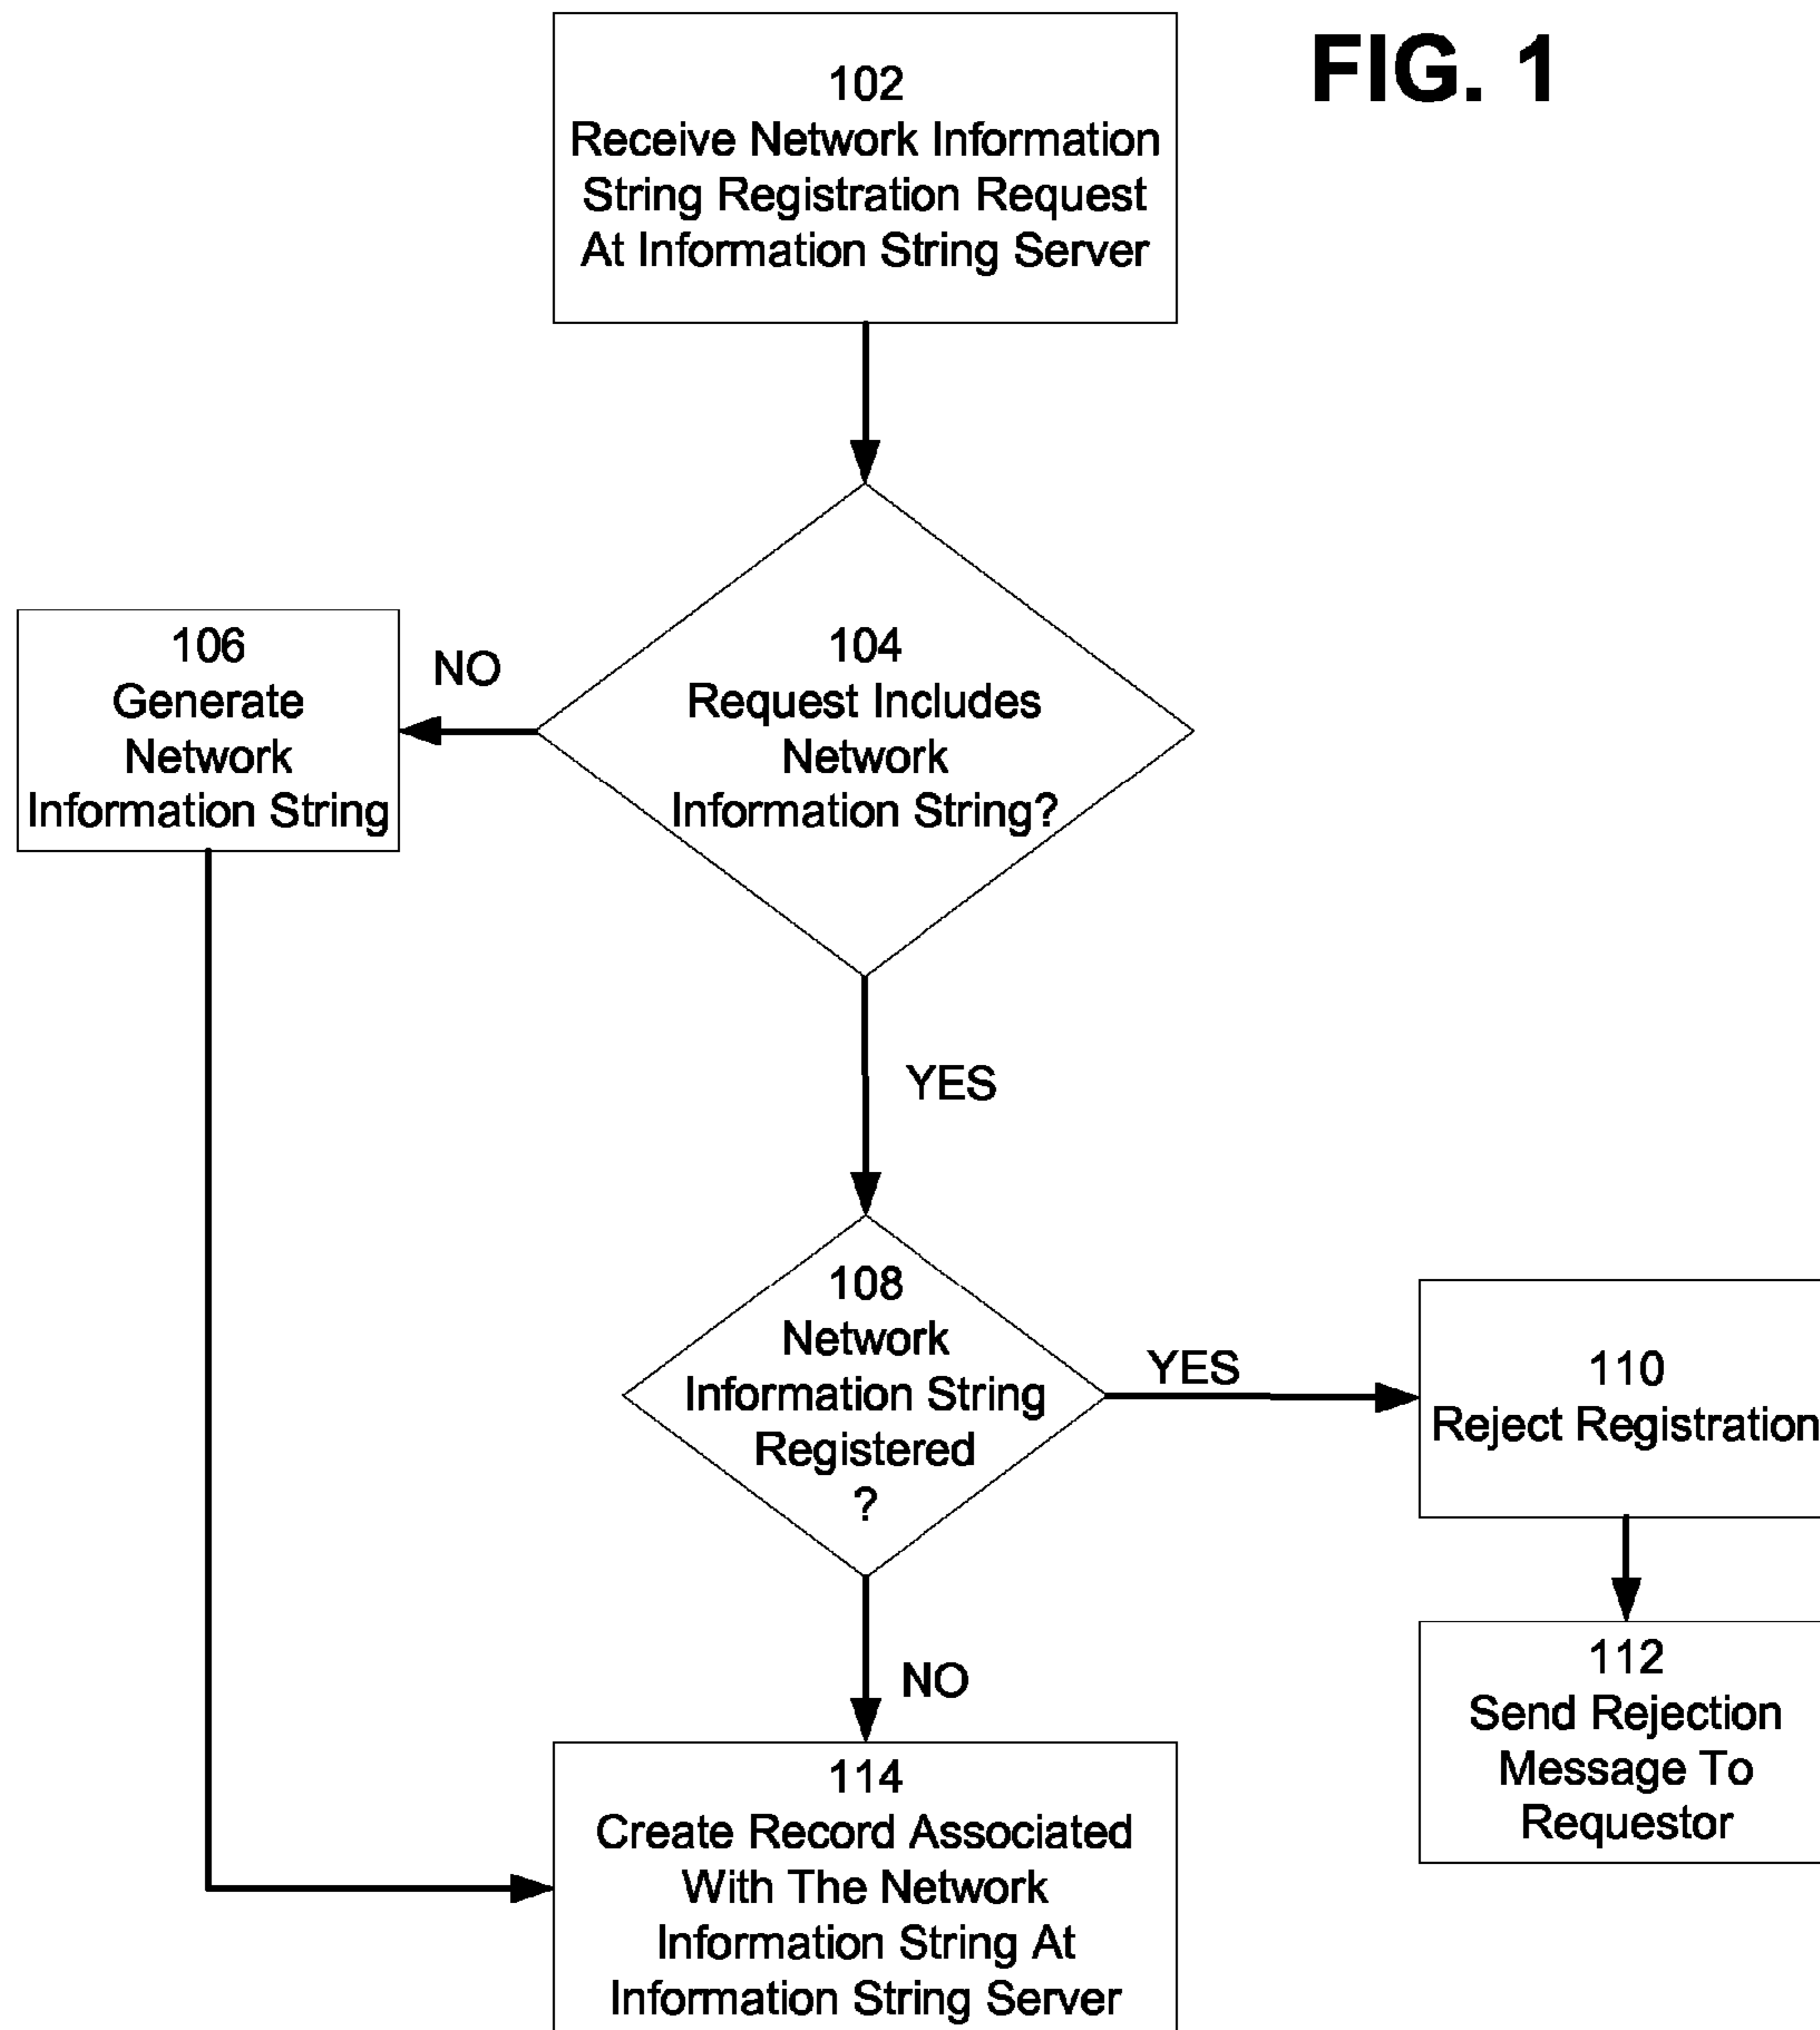 FIG. 1
102
Receive Network Information
String Registration Request
At Information String Server
104
Request Includes
Network
Information String?
NO
106
Generate
Network
Information String
YES
108
Network
Information String
Registered
?
YES
110
Reject Registration
112
Send Rejection
Message To
Requestor
NO
114
Create Record Associated
With The Network
Information String At
Information String Server